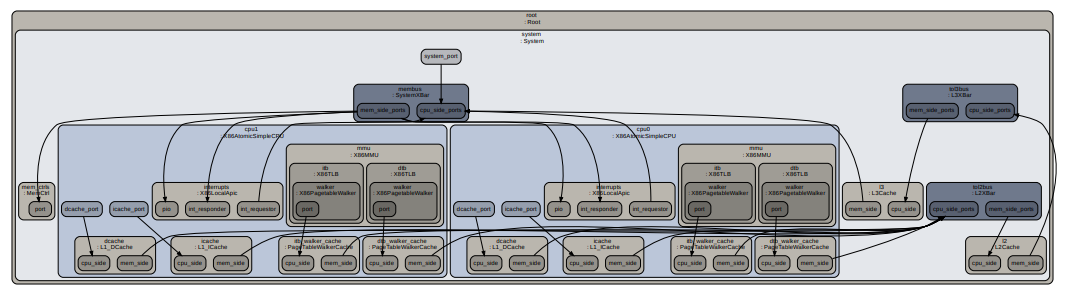 root
: Root
system
: System
system_port
membus
: SystemXBar
mem_side_ports
cpu_side_ports
tol3bus
: L3XBar
mem_side_ports
cpu_side_ports
cpu1
: X86AtomicSimpleCPU
cpu0
: X86AtomicSimpleCPU
mmu
: X86MMU
mmu
: X86MMU
itb
: X86TLB
dtb
: X86TLB
itb
: X86TLB
dtb
: X86TLB
mem_ctrls
: MemCtrl
interrupts
: X86LocalApic
walker
: X86PagetableWalker
walker
: X86PagetableWalker
interrupts
: X86LocalApic
walker
: X86PagetableWalker
walker
: X86PagetableWalker
l3
: L3Cache
tol2bus
: L2XBar
port
dcache_port
icache_port
pio
int_responder
int_requestor
port
port
dcache_port
icache_port
pio
int_responder
int_requestor
port
port
mem_side
cpu_side
cpu_side_ports
mem_side_ports
dcache
: L1_DCache
icache
: L1_ICache
itb_walker_cache
: PageTableWalkerCache
dtb_walker_cache
: PageTableWalkerCache
dcache
: L1_DCache
icache
: L1_ICache
itb_walker_cache
: PageTableWalkerCache
dtb_walker_cache
: PageTableWalkerCache
l2
: L2Cache
cpu_side
mem_side
cpu_side
mem_side
cpu_side
mem_side
cpu_side
mem_side
cpu_side
mem_side
cpu_side
mem_side
cpu_side
mem_side
cpu_side
mem_side
cpu_side
mem_side